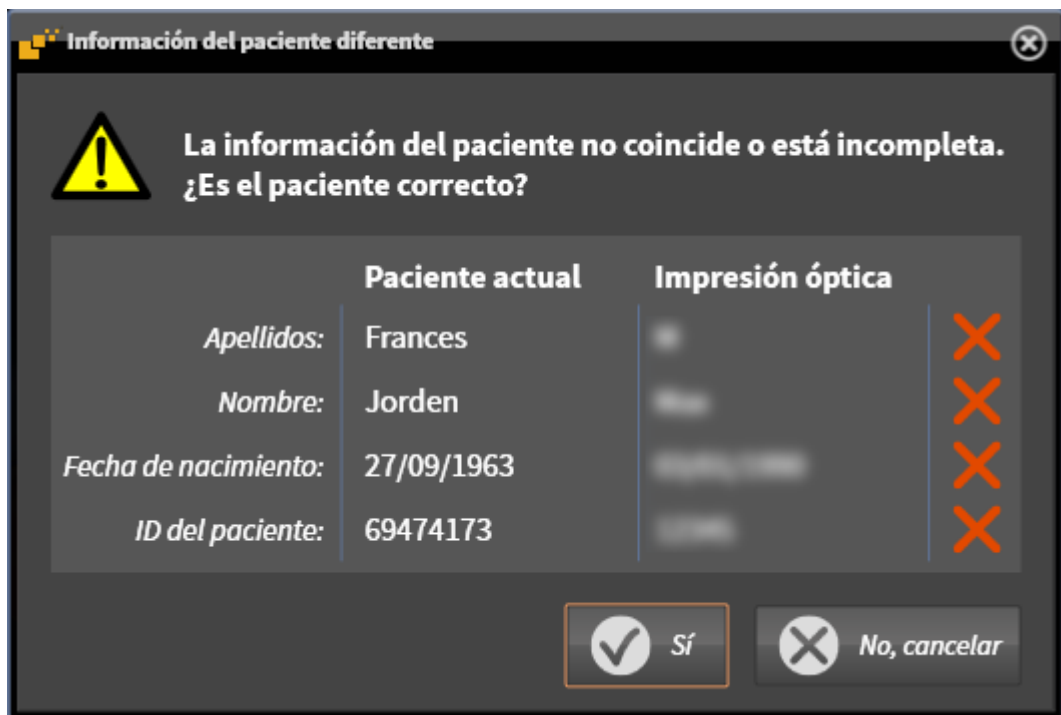 Información del paciente diferente
La información del paciente no coincide o está incompleta.
¿Es el paciente correcto?
Paciente actual Impresión óptica
Apellidos: Frances
Nombre: Jorden
Fecha de nacimiento: 27/09/1963
ID del paciente: 69474173
Sí No, cancelar